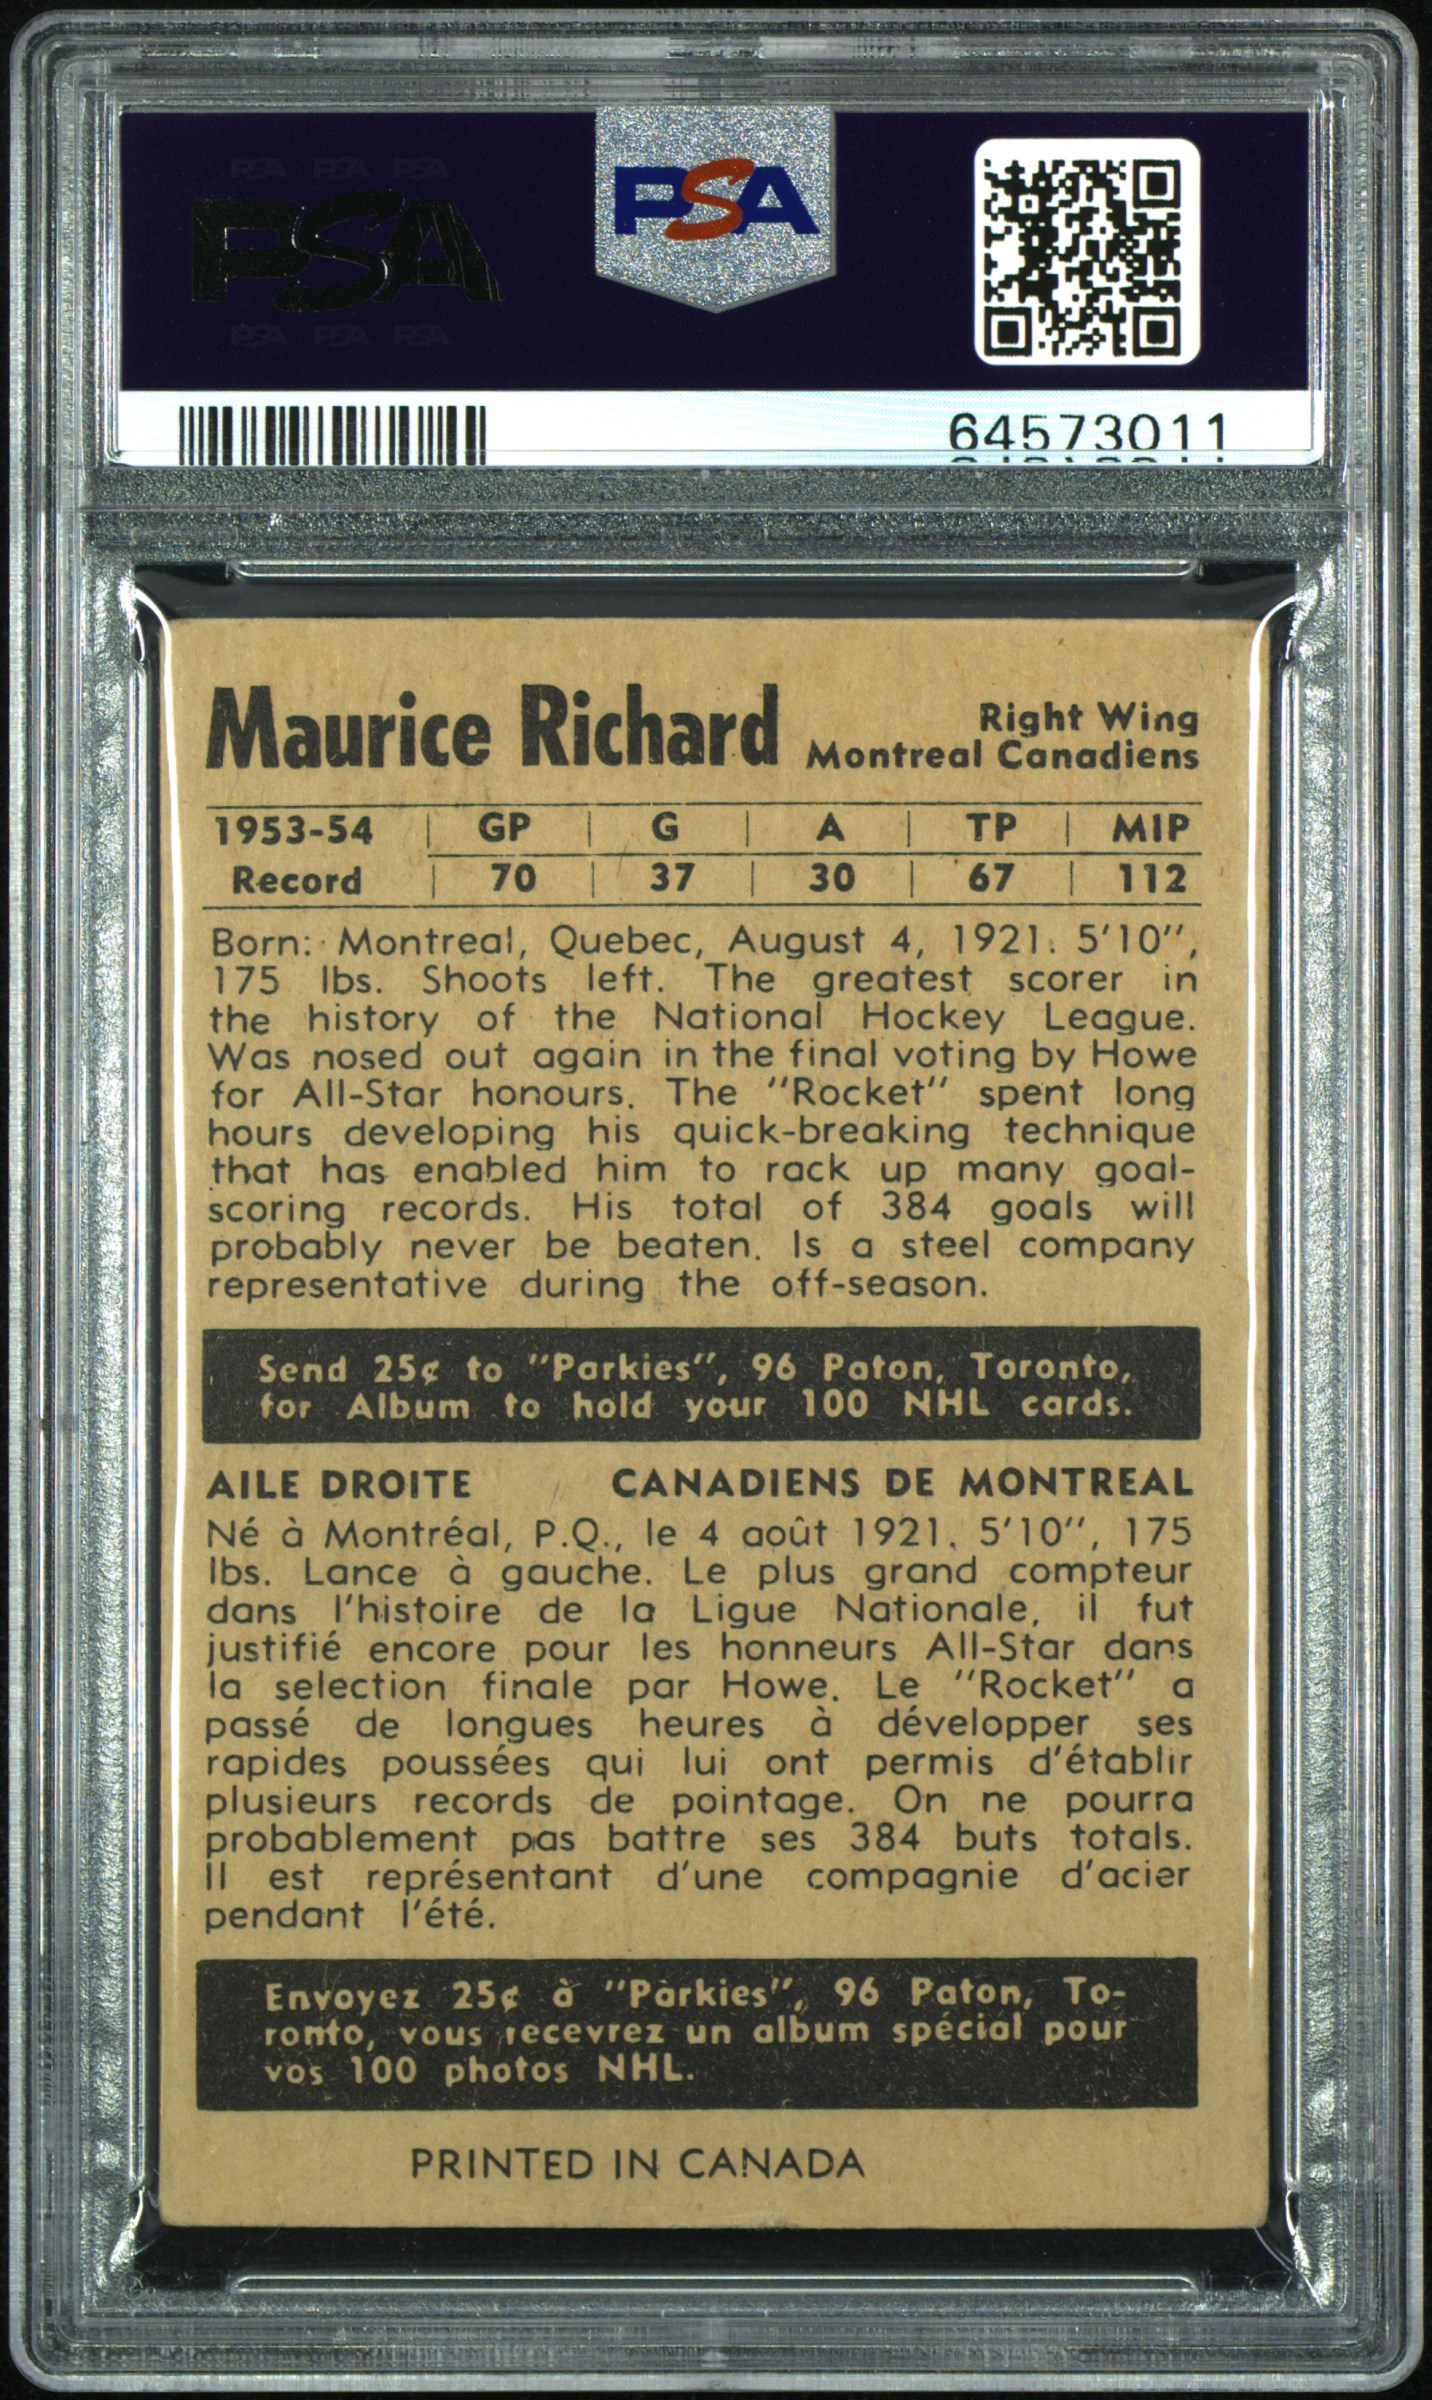 PSA PSA PSA
PSA
PSA PSA PSA
PSA
64573011
Maurice Richard
Right Wing
Montreal Canadiens
1953-54 | GP | G | A | TP | MIP
Record | 70 | 37 | 30 | 67 | 112
Born: Montreal, Quebec, August 4, 1921. 5'10",
175 lbs. Shoots left. The greatest scorer in
the history of the National Hockey League.
Was nosed out again in the final voting by Howe
for All-Star honours. The "Rocket" spent long
hours developing his quick-breaking technique
that has enabled him to rack up many goal-
scoring records. His total of 384 goals will
probably never be beaten. Is a steel company
representative during the off-season.
Send 25¢ to "Parkies", 96 Paton, Toronto,
for Album to hold your 100 NHL cards.
AILE DROITE CANADIENS DE MONTREAL
Né à Montréal, P.Q., le 4 août 1921. 5'10", 175
lbs. Lance à gauche. Le plus grand compteur
dans l'histoire de la Ligue Nationale, il fut
justifié encore pour les honneurs All-Star dans
la selection finale par Howe. Le "Rocket" a
passé de longues heures à développer ses
rapides poussées qui lui ont permis d'établir
plusieurs records de pointage. On ne pourra
probablement pas battre ses 384 buts totals.
Il est représentant d'une compagnie d'acier
pendant l'été.
Envoyez 25¢ à "Parkies", 96 Paton, To-
ronto, vous recevrez un album spécial pour
vos 100 photos NHL.
PRINTED IN CANADA